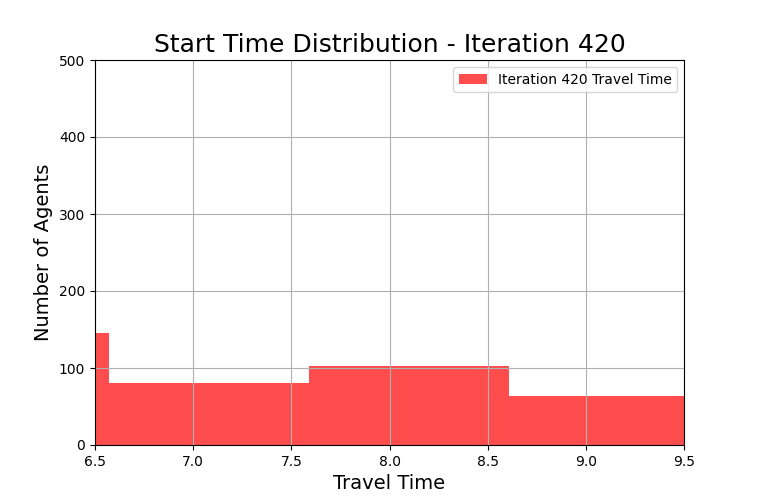 Start Time Distribution - Iteration 420
Iteration 420 Travel Time
Number of Agents
500
400
300
200
100
0
6.5 7.0 7.5 8.0 8.5 9.0 9.5
Travel Time